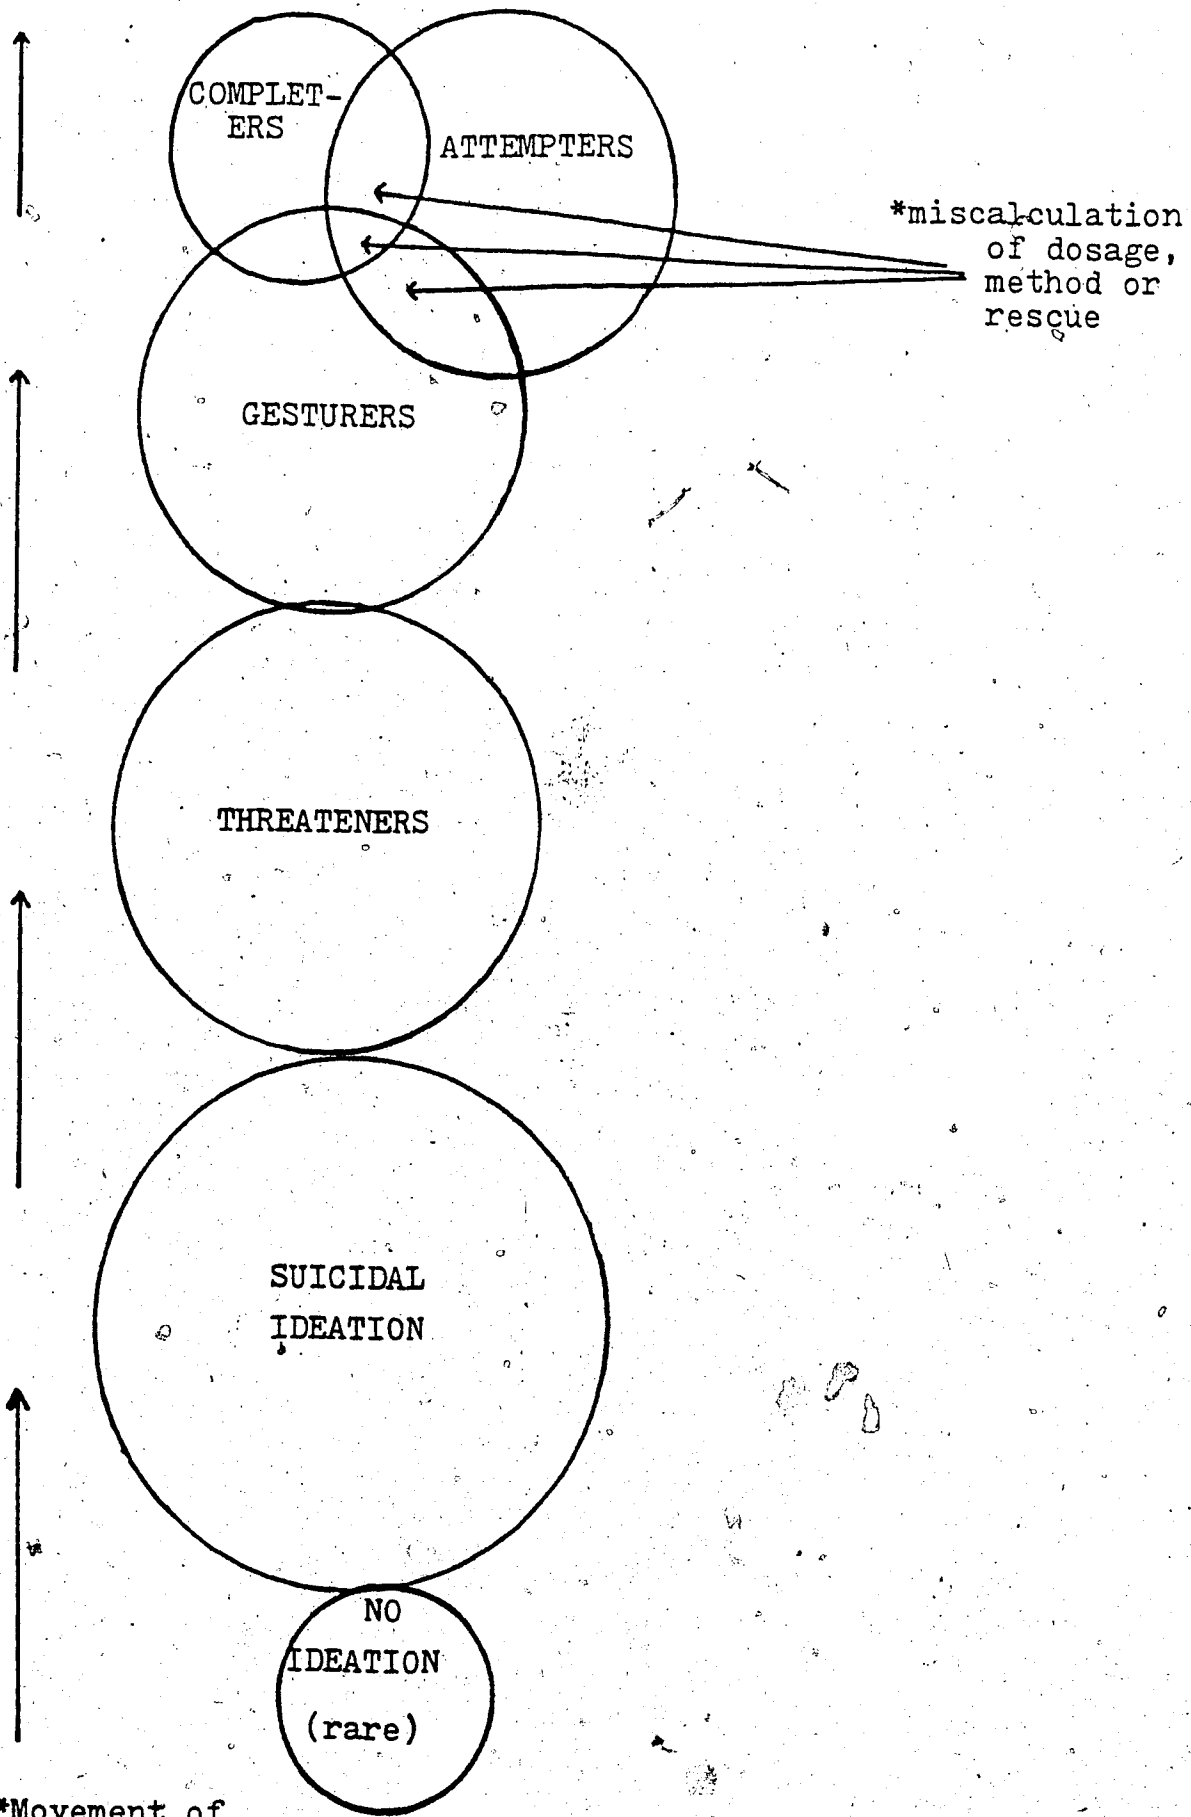 COMPLET-
ERS
ATTEMPTERS
*miscalculation
of dosage,
method or
rescue
GESTURERS
THREATENERS
SUICIDAL
IDEATION
NO
IDEATION
(rare)
*Movement of